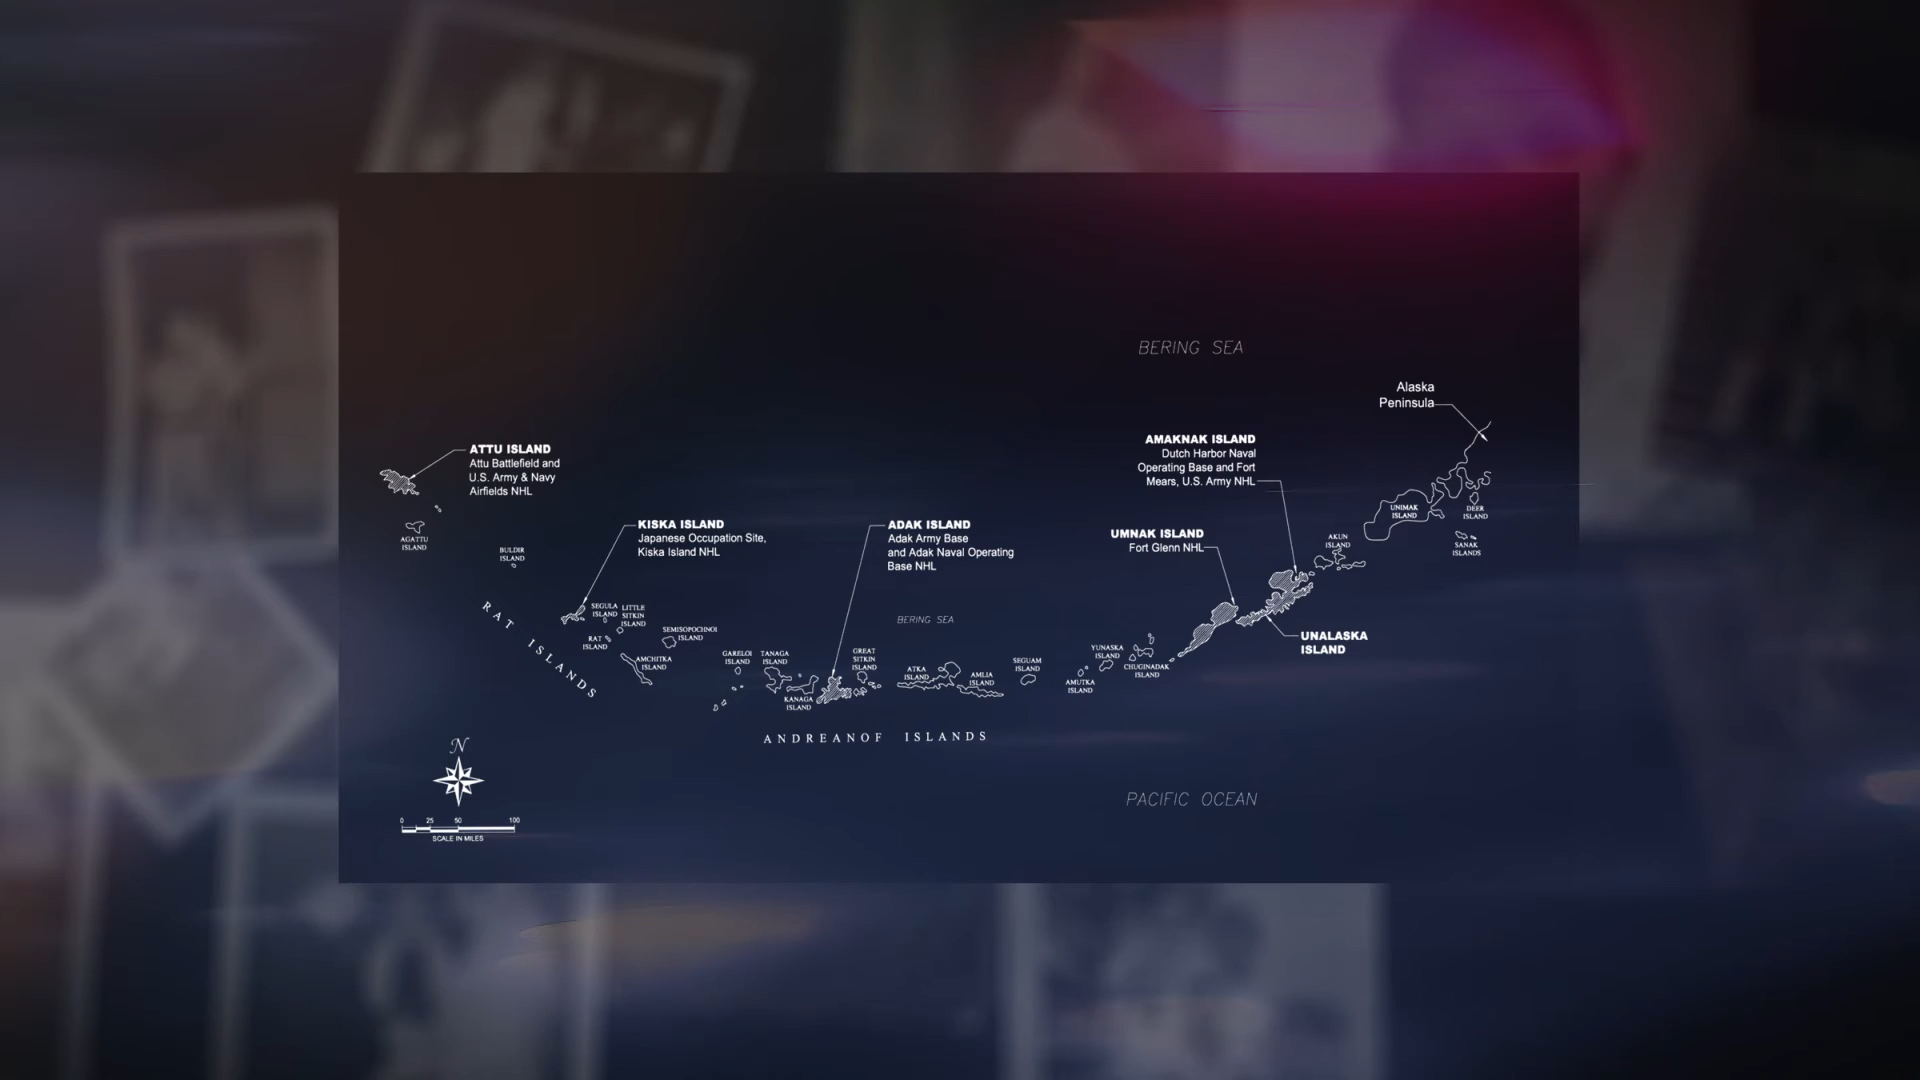 BERING SEA
Alaska
Peninsula
ATTU ISLAND
Attu Battlefield and
U.S. Army & Navy
Airfields NHL
AMAKNAK ISLAND
Dutch Harbor Naval
Operating Base and Fort
Mears, U.S. Army NHL
AGATTU
ISLAND
BULDIR
ISLAND
KISKA ISLAND
Japanese Occupation Site,
Kiska Island NHL
ADAK ISLAND
Adak Army Base
and Adak Naval Operating
Base NHL
UMNAK ISLAND
Fort Glenn NHL
UNIMAK
ISLAND
DEER
ISLAND
SANAK
ISLANDS
AKUN
ISLAND
RAT ISLANDS
SEGULA
ISLAND
LITTLE
SITKIN
ISLAND
RAT
ISLAND
SEMISOPOCHNOI
ISLAND
AMCHITKA
ISLAND
BERING SEA
GARELOI
ISLAND
TANAGA
ISLAND
KANAGA
ISLAND
GREAT
SITKIN
ISLAND
ATKA
ISLAND
AMLIA
ISLAND
SEGUAM
ISLAND
AMUTKA
ISLAND
YUNASKA
ISLAND
CHUGINADAK
ISLAND
UNALASKA
ISLAND
ANDREANOF ISLANDS
PACIFIC OCEAN
N
0 25 50 100
SCALE IN MILES